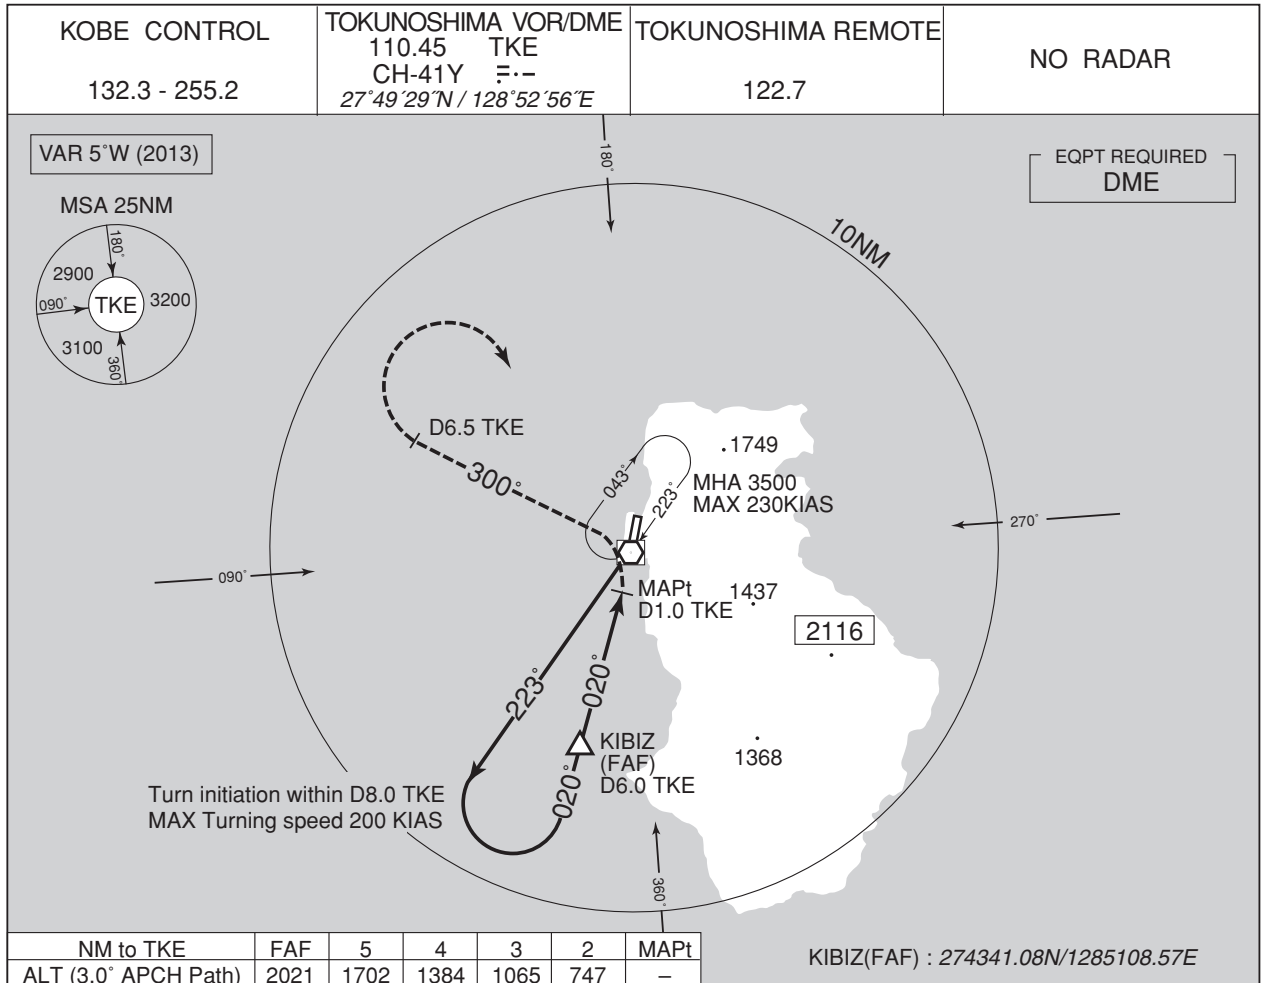 KOBE CONTROL
132.3 - 255.2
TOKUNOSHIMA VOR/DME
110.45 TKE
CH-41Y
27°49´29˝N / 128°52´56˝E
TOKUNOSHIMA REMOTE
122.7
NO RADAR
VAR 5°W (2013)
EQPT REQUIRED
DME
MSA 25NM
180°
2900
090°
TKE
3200
3100
360°
180°
10NM
D6.5 TKE
300°
043°
223°
1749
MHA 3500
MAX 230KIAS
270°
090°
MAPt
D1.0 TKE
1437
2116
223°
020°
KIBIZ
(FAF)
D6.0 TKE
1368
020°
Turn initiation within D8.0 TKE
MAX Turning speed 200 KIAS
360°
NM to TKE FAF 5 4 3 2 MAPt
ALT (3.0° APCH Path) 2021 1702 1384 1065 747 –
KIBIZ(FAF) : 274341.08N/1285108.57E